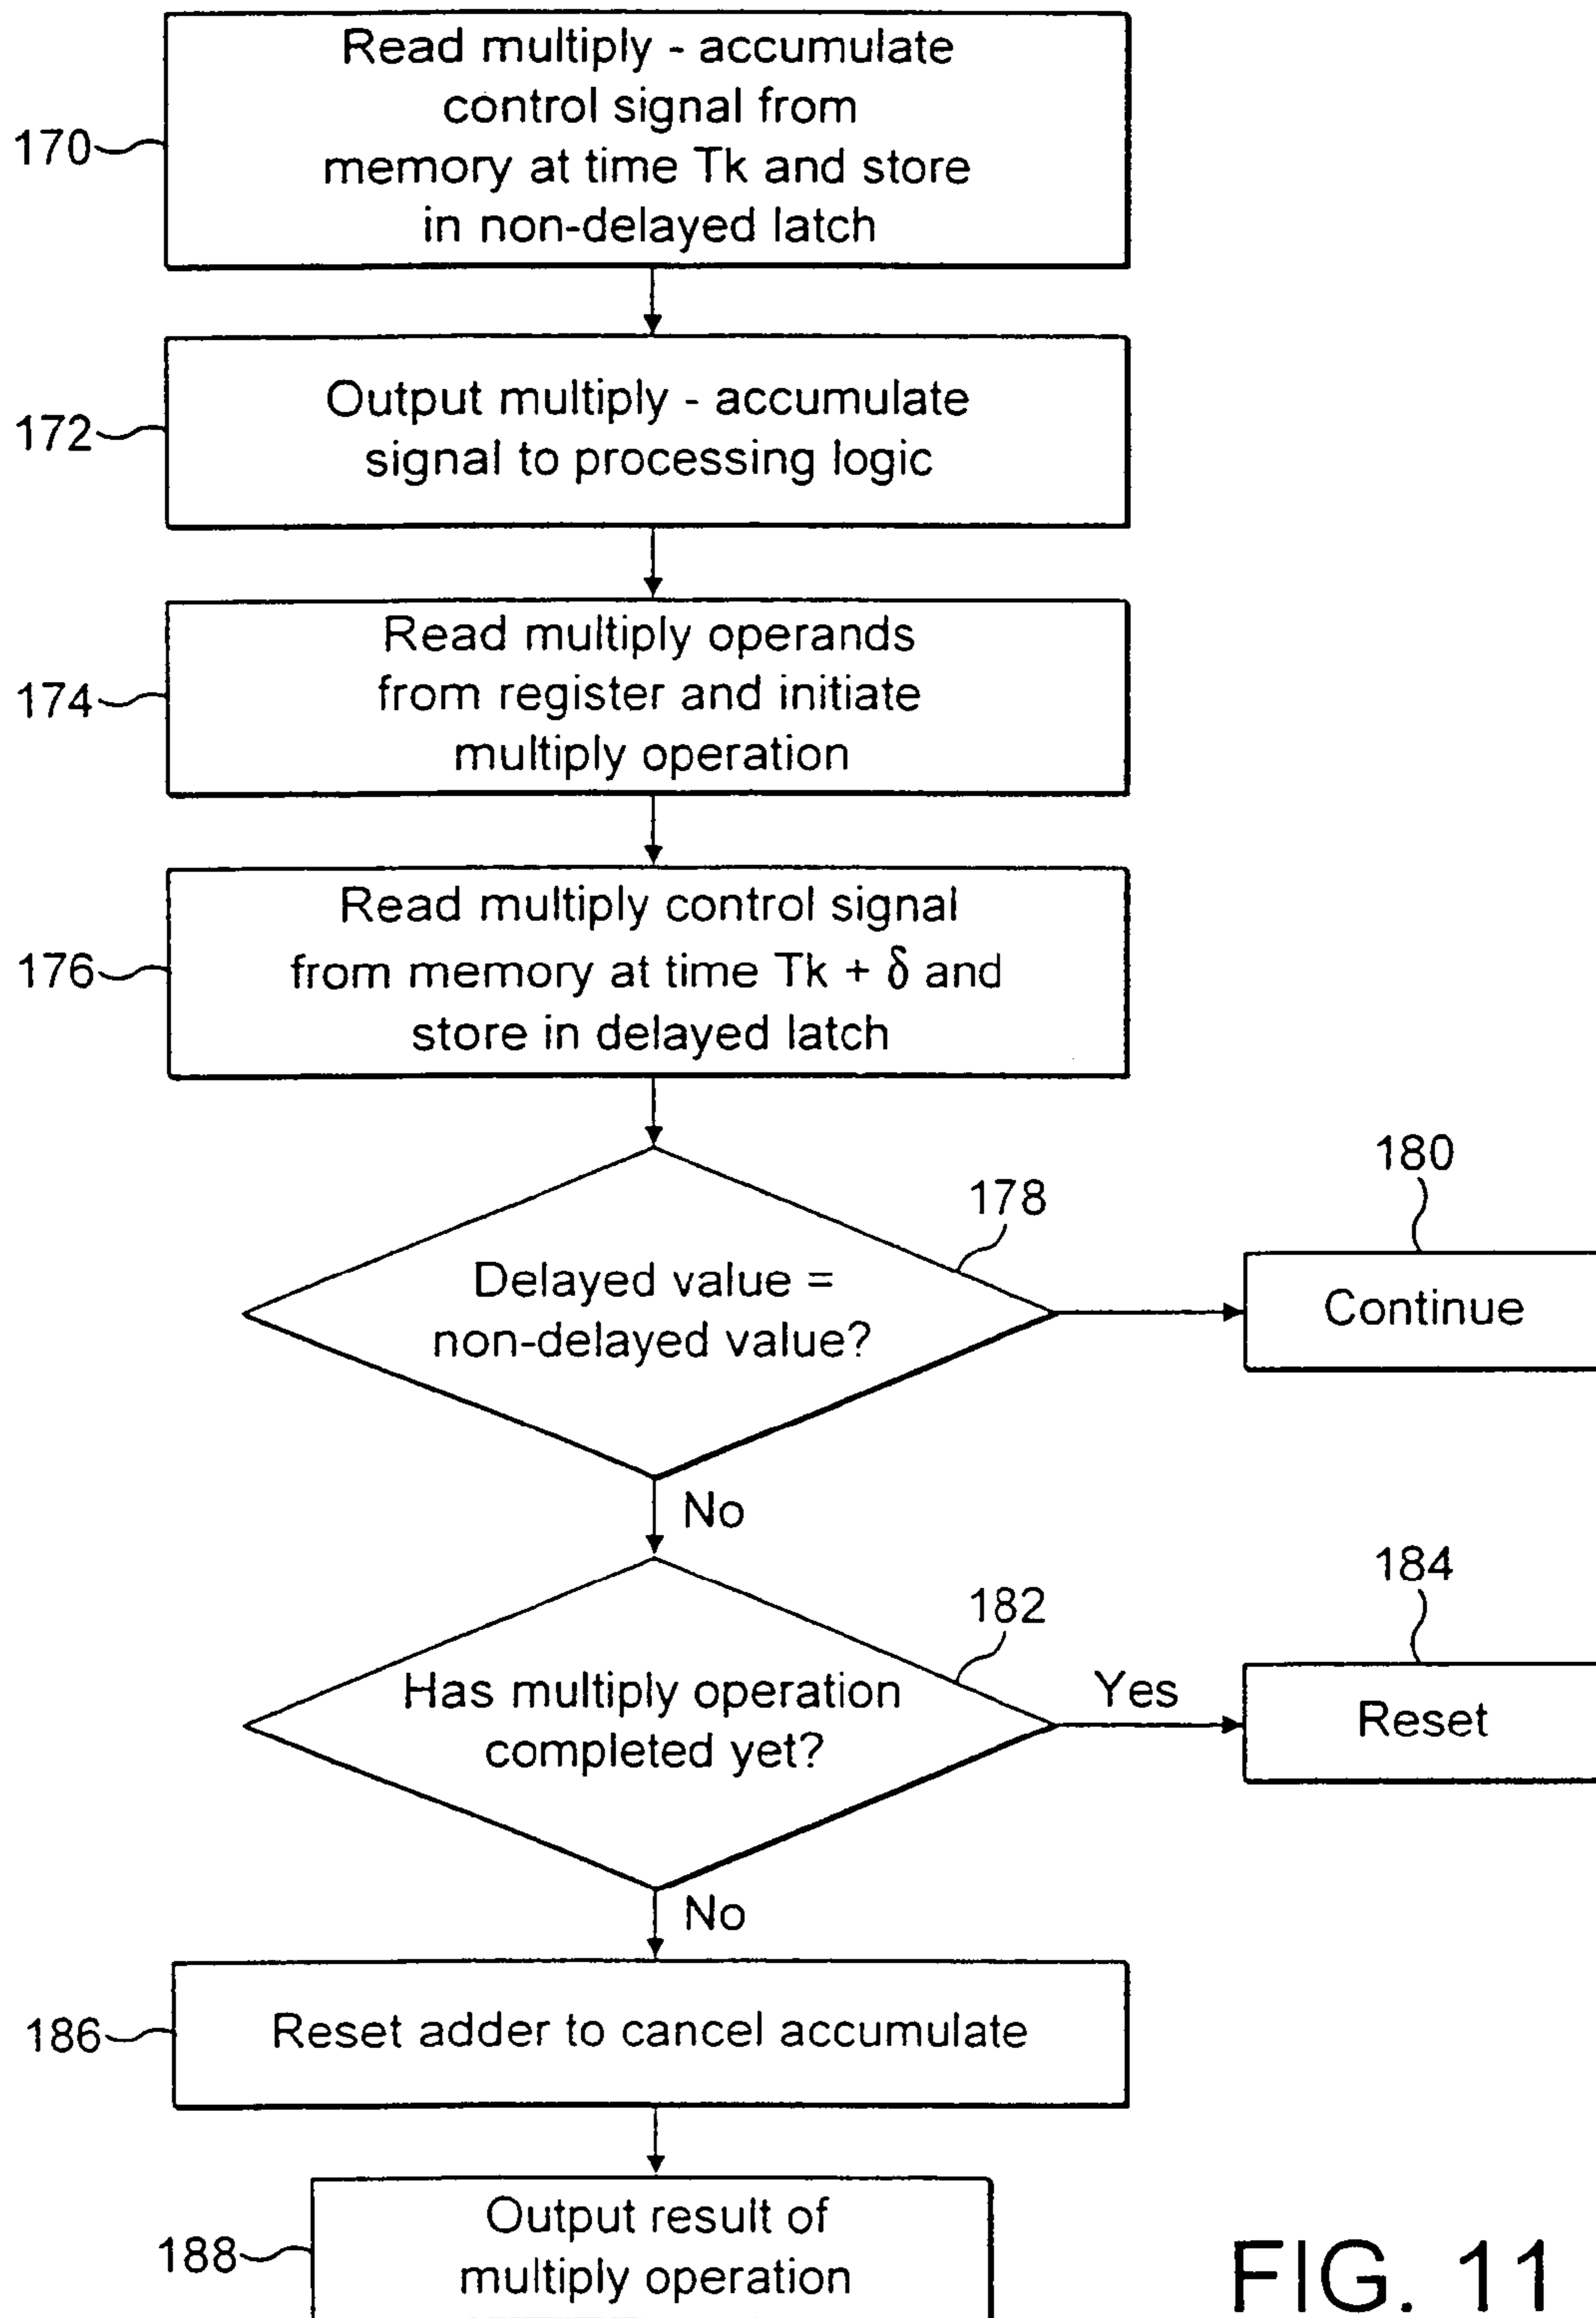 Read multiply - accumulate
control signal from
memory at time Tk and store
in non-delayed latch
170
Output multiply - accumulate
signal to processing logic
172
Read multiply operands
from register and initiate
multiply operation
174
Read multiply control signal
from memory at time Tk + δ and
store in delayed latch
176
178
180
Delayed value =
non-delayed value?
Continue
No
182
184
Has multiply operation
completed yet?
Yes
Reset
No
186
Reset adder to cancel accumulate
188
Output result of
multiply operation
FIG. 11